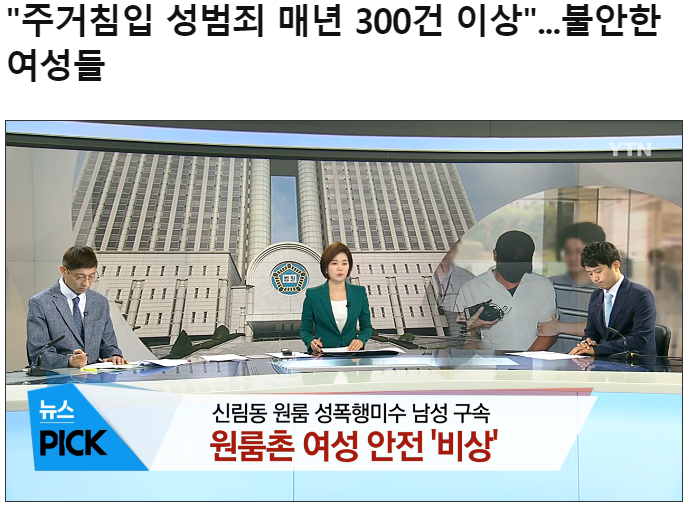 "주거침입 성범죄 매년 300건 이상"...불안한
여성들
YTN
법원
뉴스
PICK
신림동 원룸 성폭행미수 남성 구속
원룸촌 여성 안전 '비상'